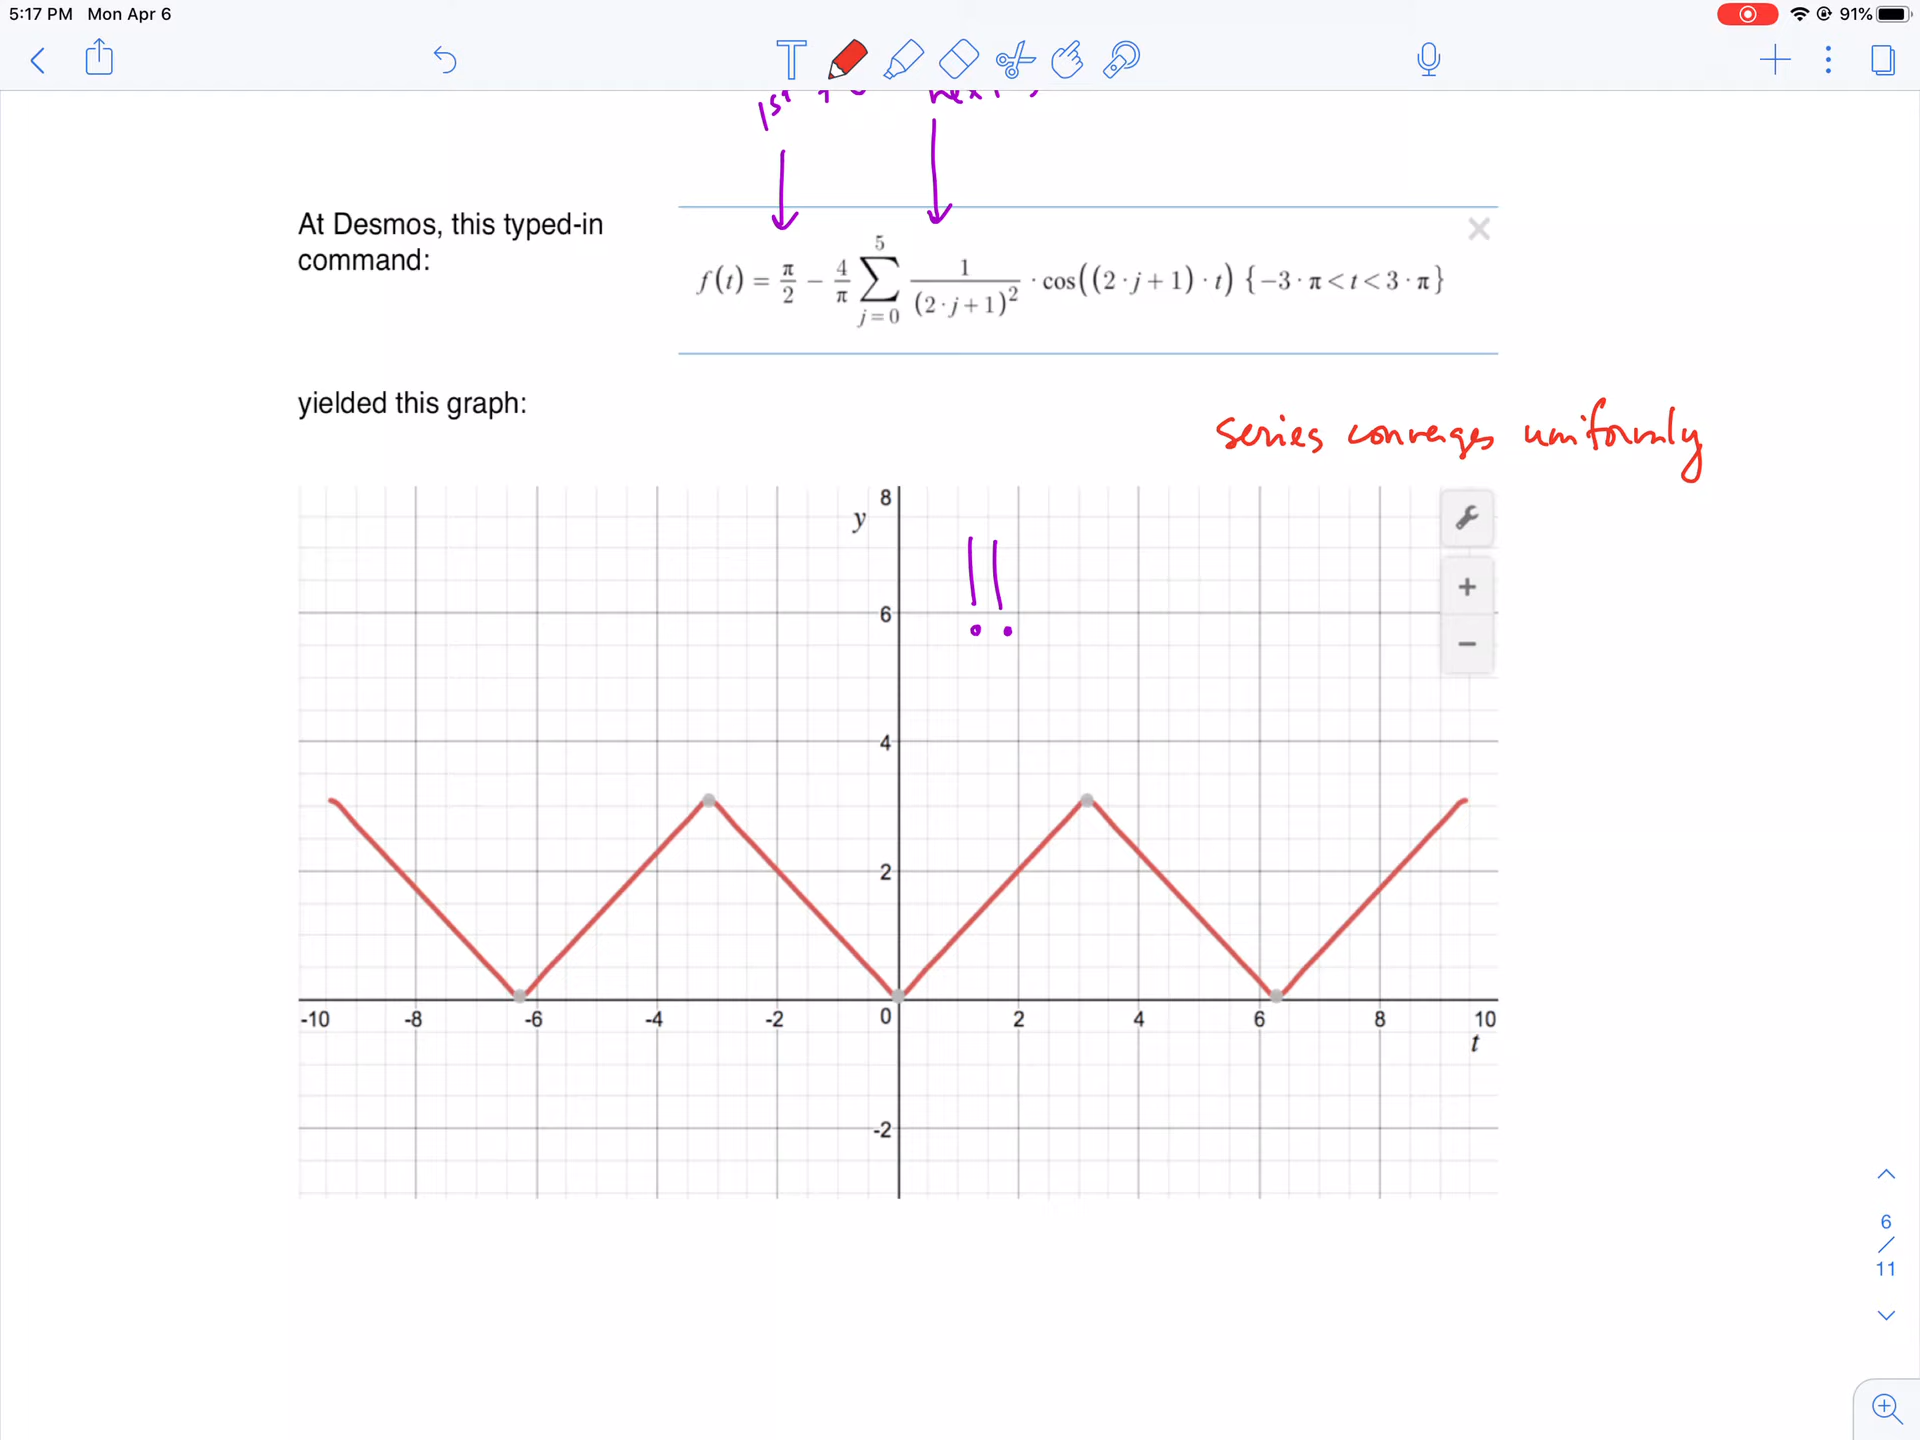 5:17 PM Mon Apr 6
91%
T
1st
At Desmos, this typed-in
command:
f(t) = π/2 − 4/π ∑_{j=0}^{5} 1/(2·j+1)² · cos((2·j+1)·t) {−3·π<t<3·π}
yielded this graph:
series converges uniformly
y
8
!!
6
4
2
-10 -8 -6 -4 -2 0 2 4 6 8 10
t
-2
6
/
11